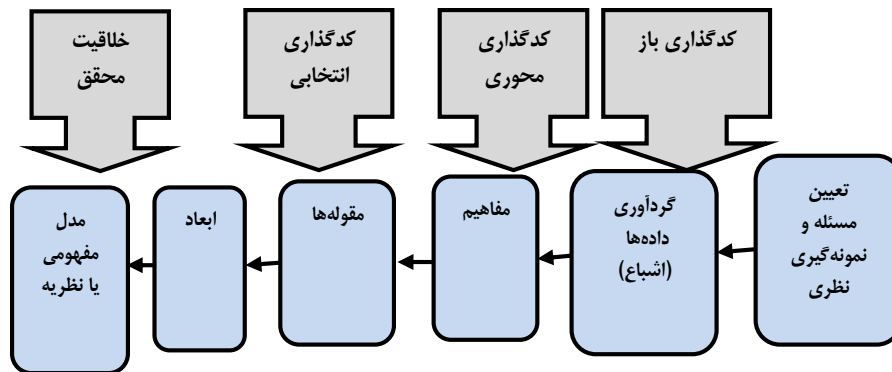 کدگذاری باز
کدگذاری
محوری
کدگذاری
انتخابی
خلاقیت
محقق
تعیین
مسئله و
نمونه‌گیری
نظری
گردآوری
داده‌ها
(اشباع)
مفاهیم
مقوله‌ها
ابعاد
مدل
مفهومی
یا نظریه